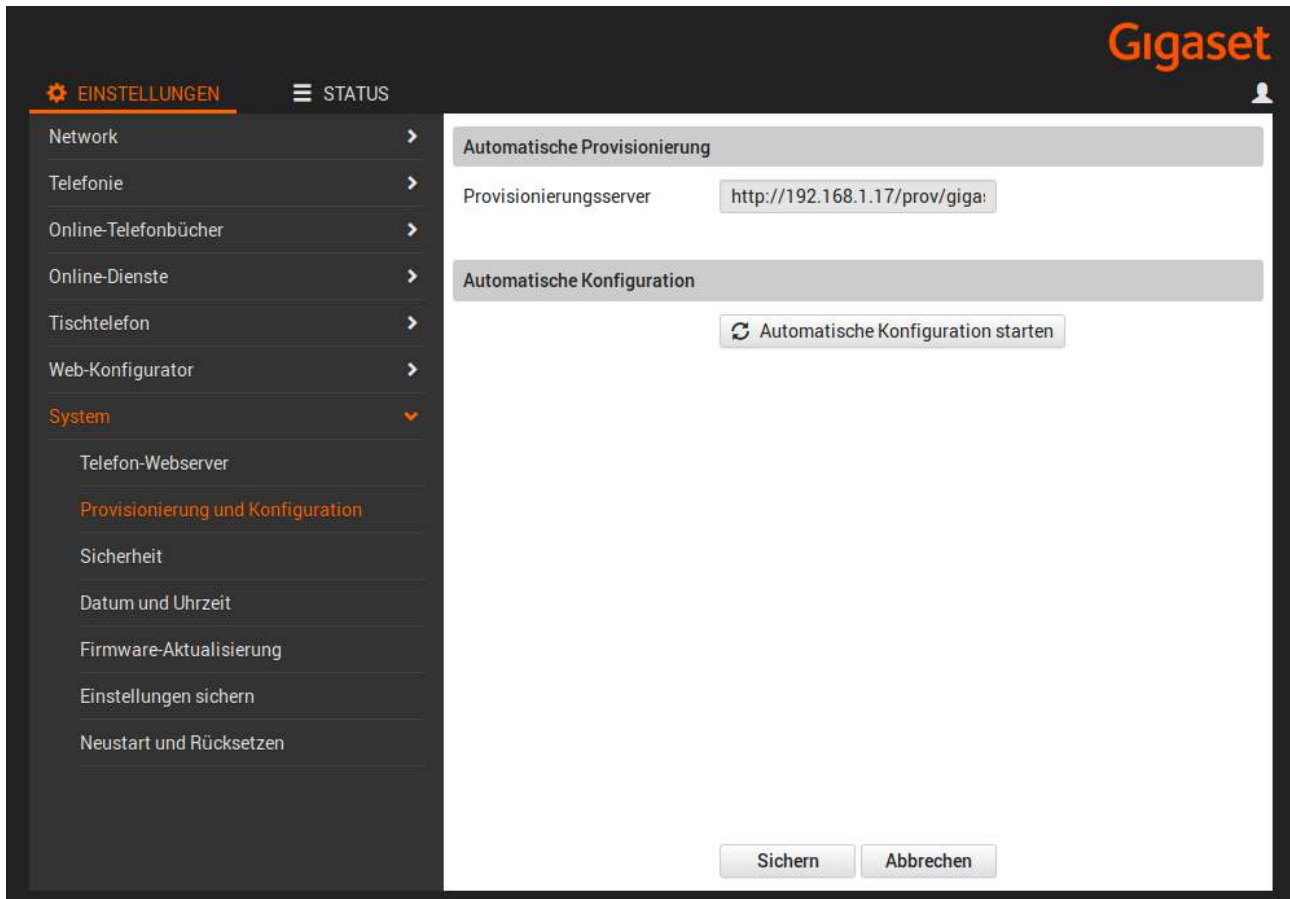 Gigaset
EINSTELLUNGEN
STATUS
Network
Telefonie
Online-Telefonbücher
Online-Dienste
Tischtelefon
Web-Konfigurator
System
Telefon-Webserver
Provisionierung und Konfiguration
Sicherheit
Datum und Uhrzeit
Firmware-Aktualisierung
Einstellungen sichern
Neustart und Rücksetzen
Automatische Provisionierung
Provisionierungsserver
http://192.168.1.17/prov/giga
Automatische Konfiguration
Automatische Konfiguration starten
Sichern
Abbrechen